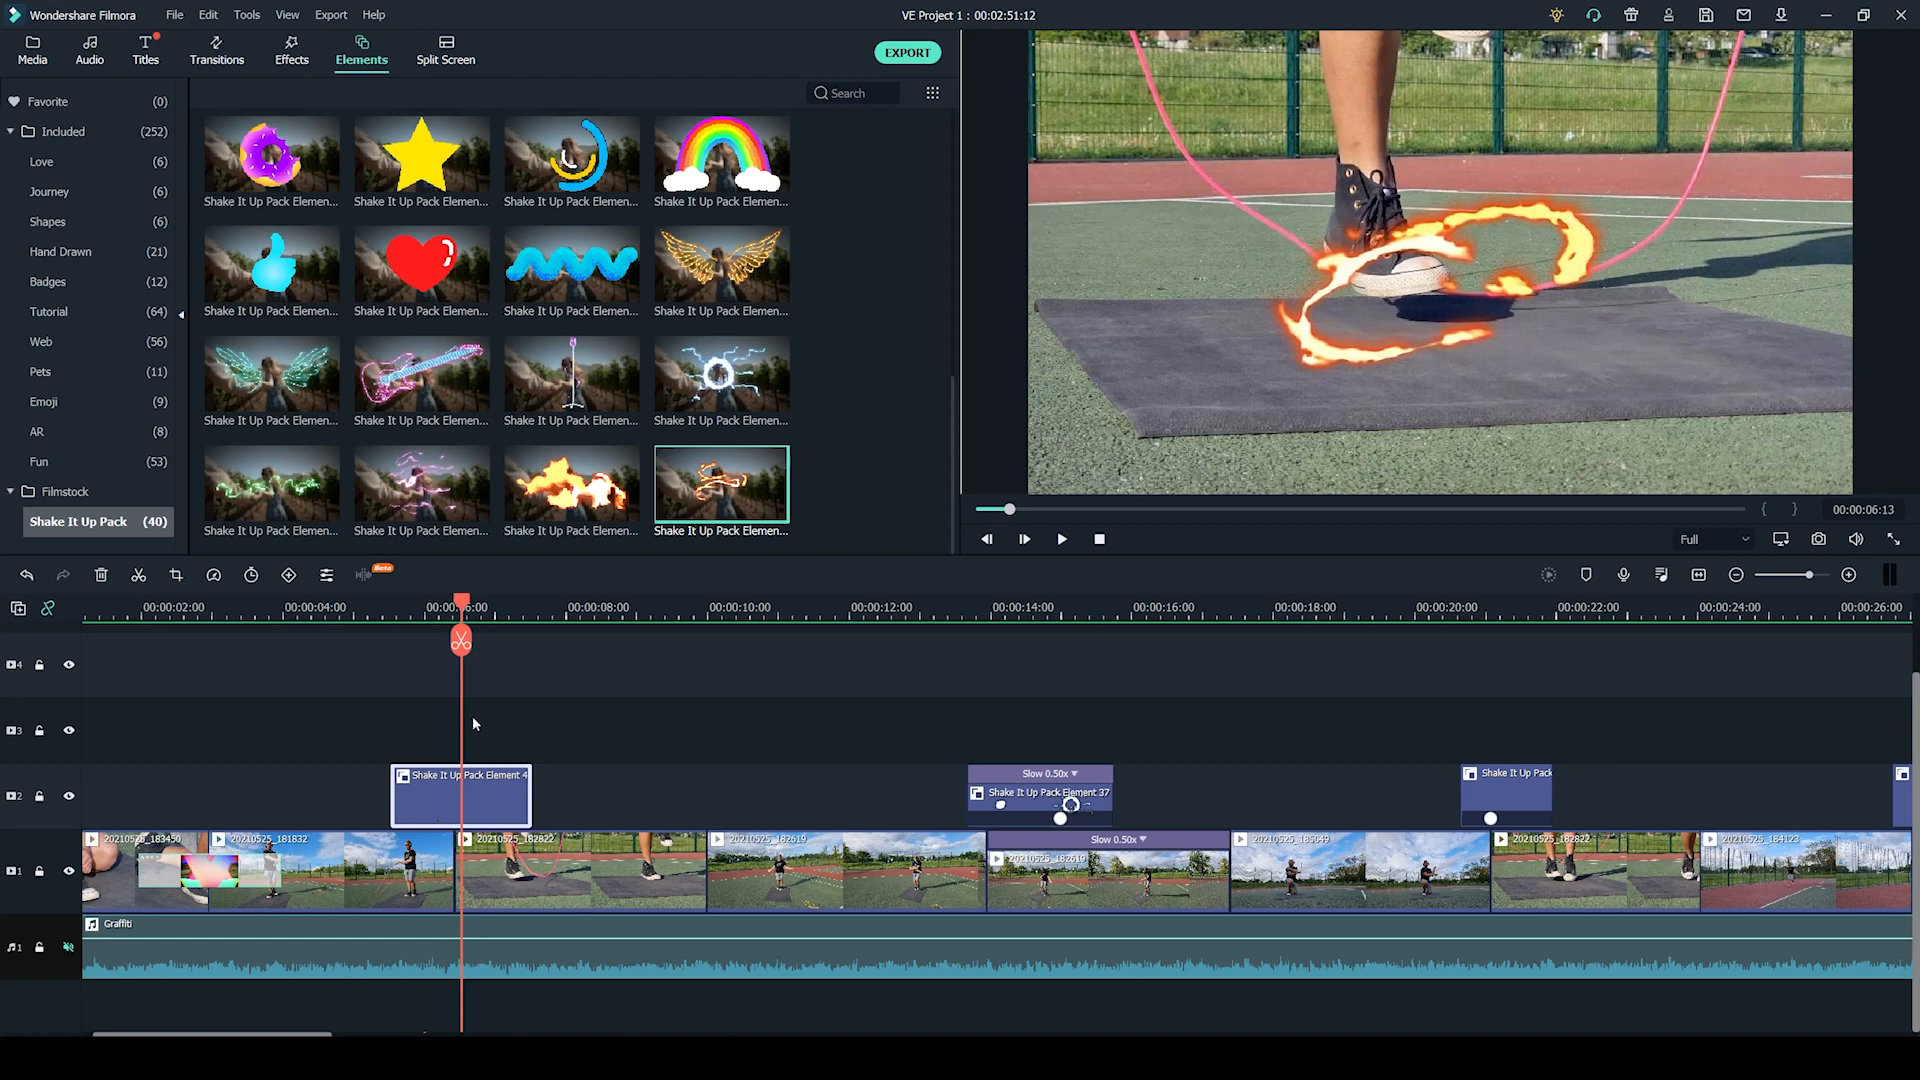 Wondershare Filmora
File Edit Tools View Export Help
VE Project 1 : 00:02:51:12
Media Audio Titles Transitions Effects Elements Split Screen
EXPORT
Search
Favorite (0)
Included (252)
Love (6)
Journey (6)
Shapes (6)
Hand Drawn (21)
Badges (12)
Tutorial (64)
Web (56)
Pets (11)
Emoji (9)
AR (8)
Fun (53)
Filmstock
Shake It Up Pack (40)
Shake It Up Pack Elemen... Shake It Up Pack Elemen... Shake It Up Pack Elemen... Shake It Up Pack Elemen...
Shake It Up Pack Elemen... Shake It Up Pack Elemen... Shake It Up Pack Elemen... Shake It Up Pack Elemen...
Shake It Up Pack Elemen... Shake It Up Pack Elemen... Shake It Up Pack Elemen... Shake It Up Pack Elemen...
Shake It Up Pack Elemen... Shake It Up Pack Elemen... Shake It Up Pack Elemen... Shake It Up Pack Elemen...
{ } 00:00:06:13
Full
Beta
00:00:02:00 00:00:04:00 00:00:08:00 00:00:10:00 00:00:12:00 00:00:14:00 00:00:16:00 00:00:18:00 00:00:20:00 00:00:22:00 00:00:24:00 00:00:26:00
4
3
2
Shake It Up Pack Element 4
Slow 0.50x
Shake It Up Pack Element 37
Shake It Up Pack
1
20210525_183450 20210525_181832 20210525_182822 20210525_182619 Slow 0.50x 20210525_182619 20210525_185049 20210525_182822 20210525_184123
Graffiti
1